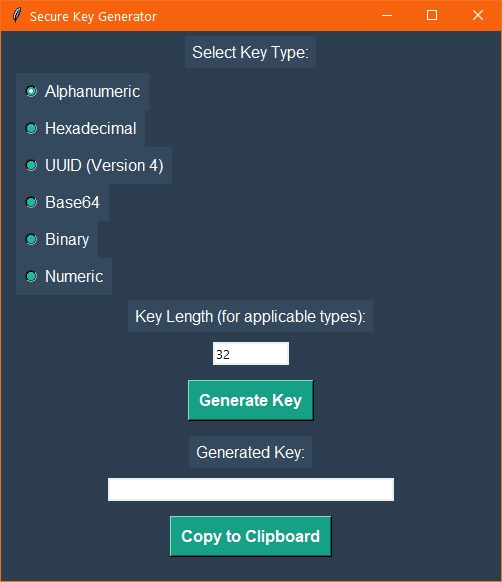 Secure Key Generator
Select Key Type:
Alphanumeric
Hexadecimal
UUID (Version 4)
Base64
Binary
Numeric
Key Length (for applicable types):
32
Generate Key
Generated Key:
Copy to Clipboard